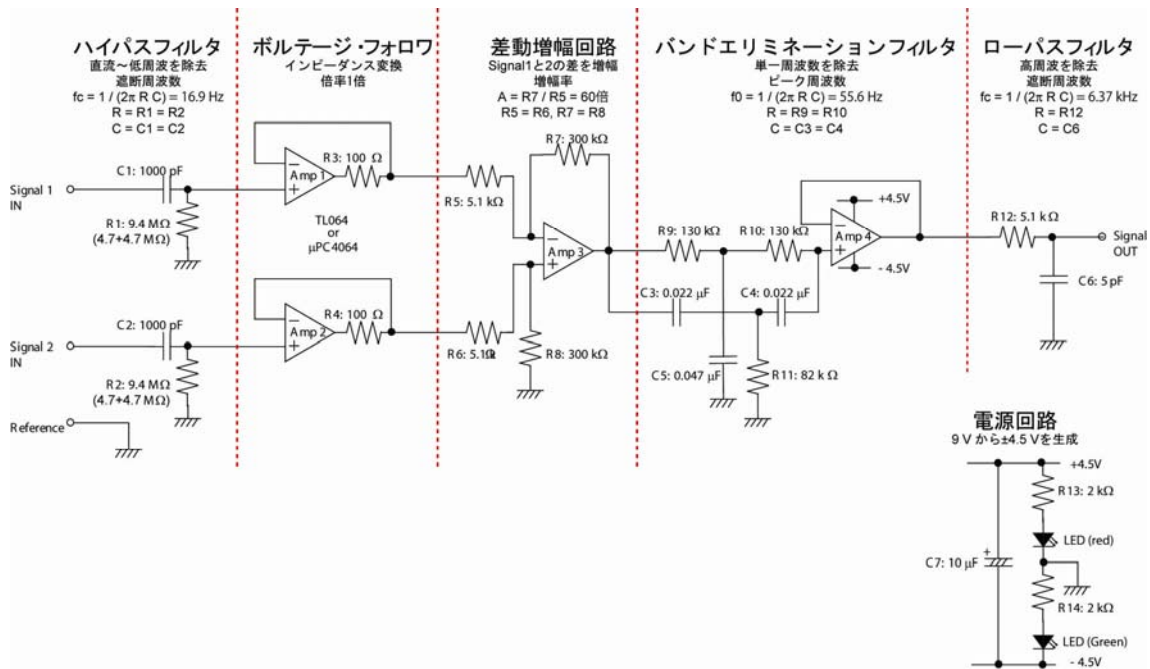 ハイパスフィルタ
直流～低周波を除去
遮断周波数
fc = 1 / (2π R C) = 16.9 Hz
R = R1 = R2
C = C1 = C2
ボルテージ・フォロワ
インピーダンス変換
倍率1倍
差動増幅回路
Signal1と2の差を増幅
増幅率
A = R7 / R5 = 60倍
R5 = R6, R7 = R8
バンドエリミネーションフィルタ
単一周波数を除去
ピーク周波数
f0 = 1 / (2π R C) = 55.6 Hz
R = R9 = R10
C = C3 = C4
ローパスフィルタ
高周波を除去
遮断周波数
fc = 1 / (2π R C) = 6.37 kHz
R = R12
C = C6
Signal 1
IN
C1: 1000 pF
R1: 9.4 MΩ
(4.7+4.7 MΩ)
Amp 1
R3: 100 Ω
TL064
or
μPC4064
R5: 5.1 kΩ
R7: 300 kΩ
Amp 3
R9: 130 kΩ
R10: 130 kΩ
Amp 4
+4.5V
- 4.5V
R12: 5.1 kΩ
Signal
OUT
C6: 5 pF
C3: 0.022 μF
C4: 0.022 μF
C5: 0.047 μF
R11: 82 k Ω
Signal 2
IN
C2: 1000 pF
R2: 9.4 MΩ
(4.7+4.7 MΩ)
Amp 2
R4: 100 Ω
R6: 5.1k
R8: 300 kΩ
Reference
電源回路
9 V から±4.5 Vを生成
+4.5V
R13: 2 kΩ
LED (red)
C7: 10 μF
+
R14: 2 kΩ
LED (Green)
- 4.5V